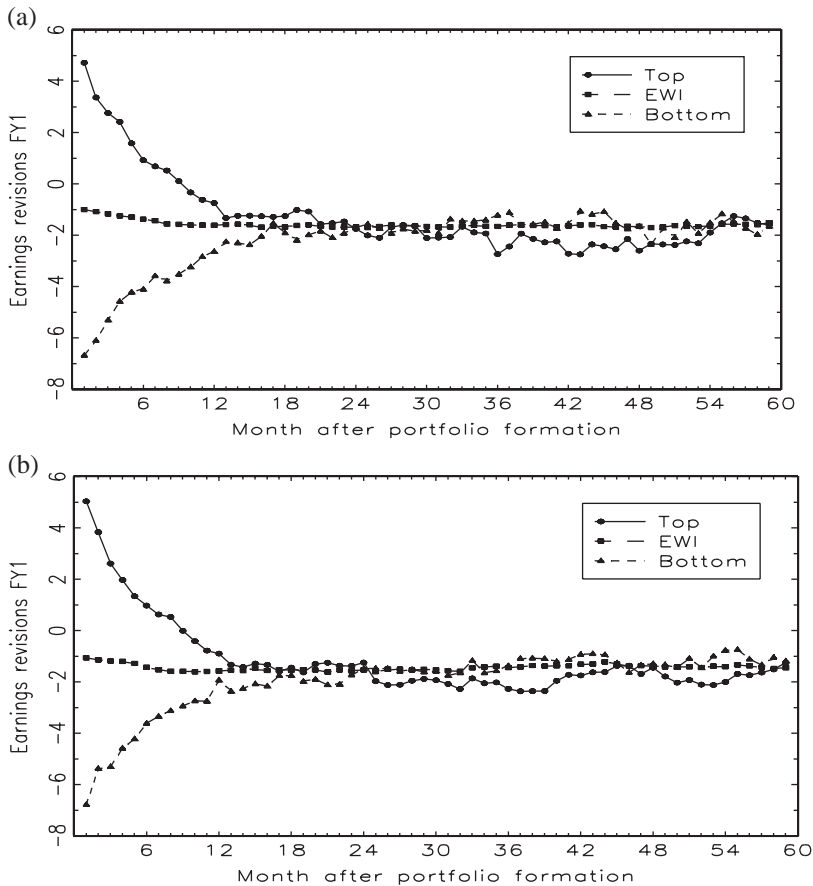 (a)
6
4
2
0
-2
-4
-6
-8
Earnings revisions FY1
Top
EWI
Bottom
6 12 18 24 30 36 42 48 54 60
Month after portfolio formation
(b)
6
4
2
0
-2
-4
-6
-8
Earnings revisions FY1
Top
EWI
Bottom
6 12 18 24 30 36 42 48 54 60
Month after portfolio formation